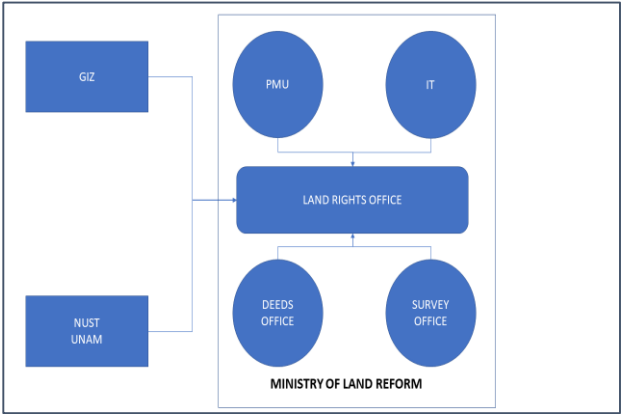 GIZ
PMU
IT
LAND RIGHTS OFFICE
NUST
UNAM
DEEDS
OFFICE
SURVEY
OFFICE
MINISTRY OF LAND REFORM